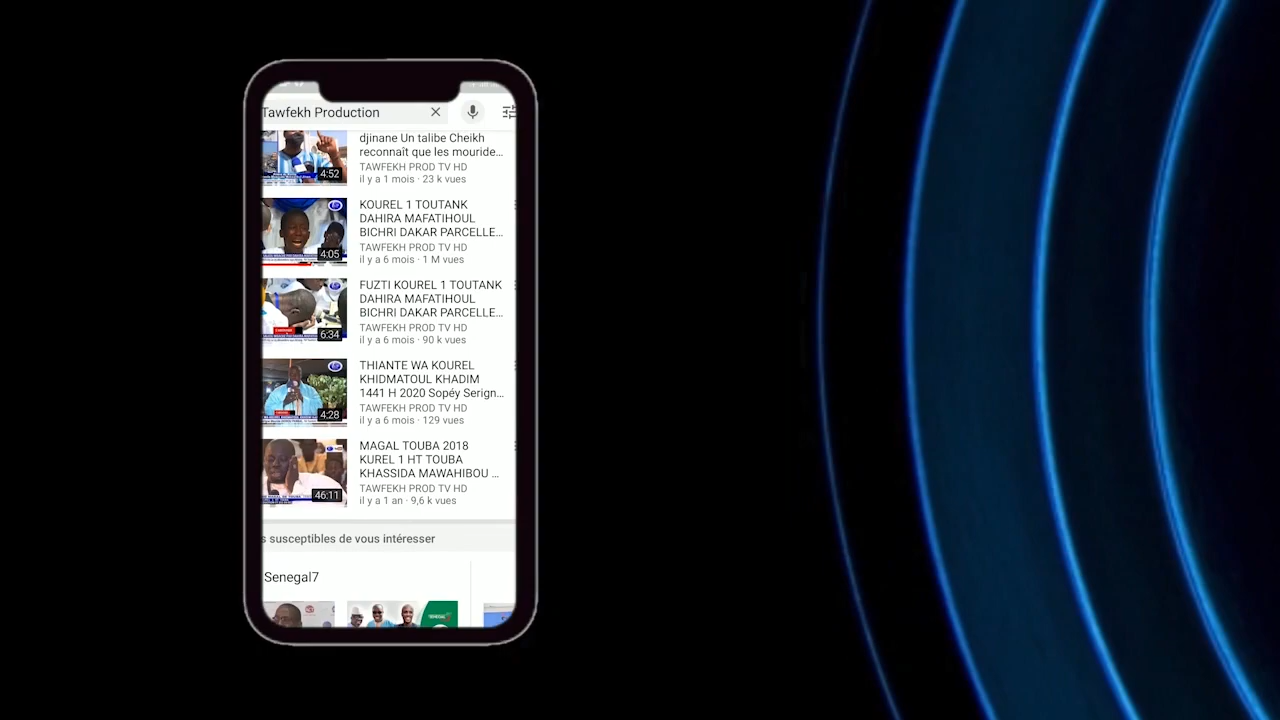 Tawfekh Production
djinane Un talibe Cheikh
reconnaît que les mouride...
TAWFEKH PROD TV HD
il y a 1 mois · 23 k vues
4:52
KOUREL 1 TOUTANK
DAHIRA MAFATIHOUL
BICHRI DAKAR PARCELLE...
TAWFEKH PROD TV HD
il y a 6 mois · 1 M vues
4:05
FUZTI KOUREL 1 TOUTANK
DAHIRA MAFATIHOUL
BICHRI DAKAR PARCELLE...
TAWFEKH PROD TV HD
il y a 6 mois · 90 k vues
6:34
THIANTE WA KOUREL
KHIDMATOUL KHADIM
1441 H 2020 Sopéy Serign...
TAWFEKH PROD TV HD
il y a 6 mois · 129 vues
4:28
MAGAL TOUBA 2018
KUREL 1 HT TOUBA
KHASSIDA MAWAHIBOU ...
TAWFEKH PROD TV HD
il y a 1 an · 9,6 k vues
46:11
s susceptibles de vous intéresser
Senegal7